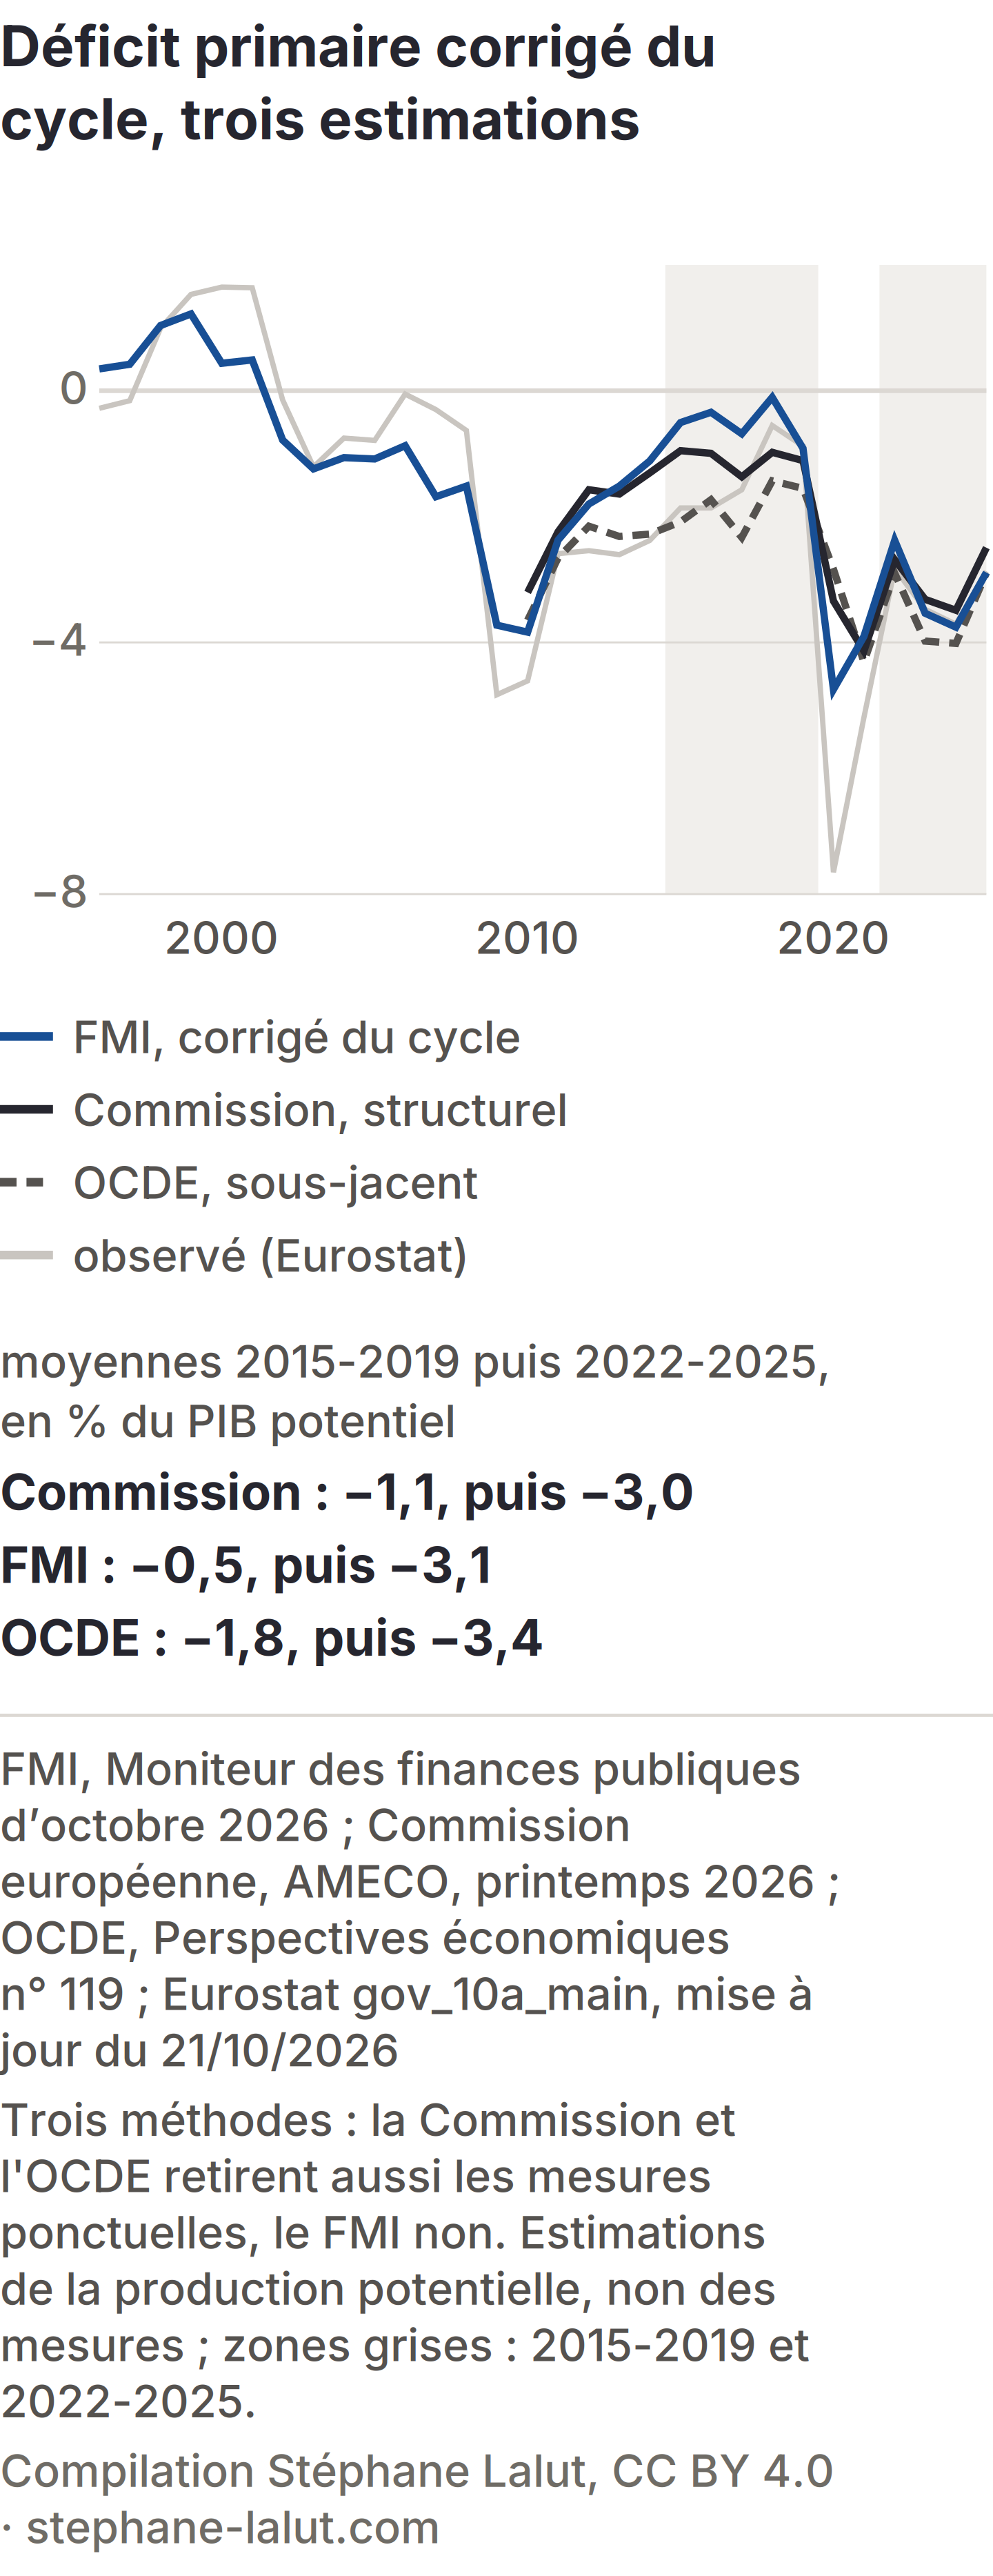 Déficit primaire corrigé du
cycle, trois estimations
0
−4
−8
2000
2010
2020
FMI, corrigé du cycle
Commission, structurel
OCDE, sous-jacent
observé (Eurostat)
moyennes 2015-2019 puis 2022-2025,
en % du PIB potentiel
Commission : −1,1, puis −3,0
FMI : −0,5, puis −3,1
OCDE : −1,8, puis −3,4
FMI, Moniteur des finances publiques
d’octobre 2026 ; Commission
européenne, AMECO, printemps 2026 ;
OCDE, Perspectives économiques
n° 119 ; Eurostat gov_10a_main, mise à
jour du 21/10/2026
Trois méthodes : la Commission et
l'OCDE retirent aussi les mesures
ponctuelles, le FMI non. Estimations
de la production potentielle, non des
mesures ; zones grises : 2015-2019 et
2022-2025.
Compilation Stéphane Lalut, CC BY 4.0
· stephane-lalut.com